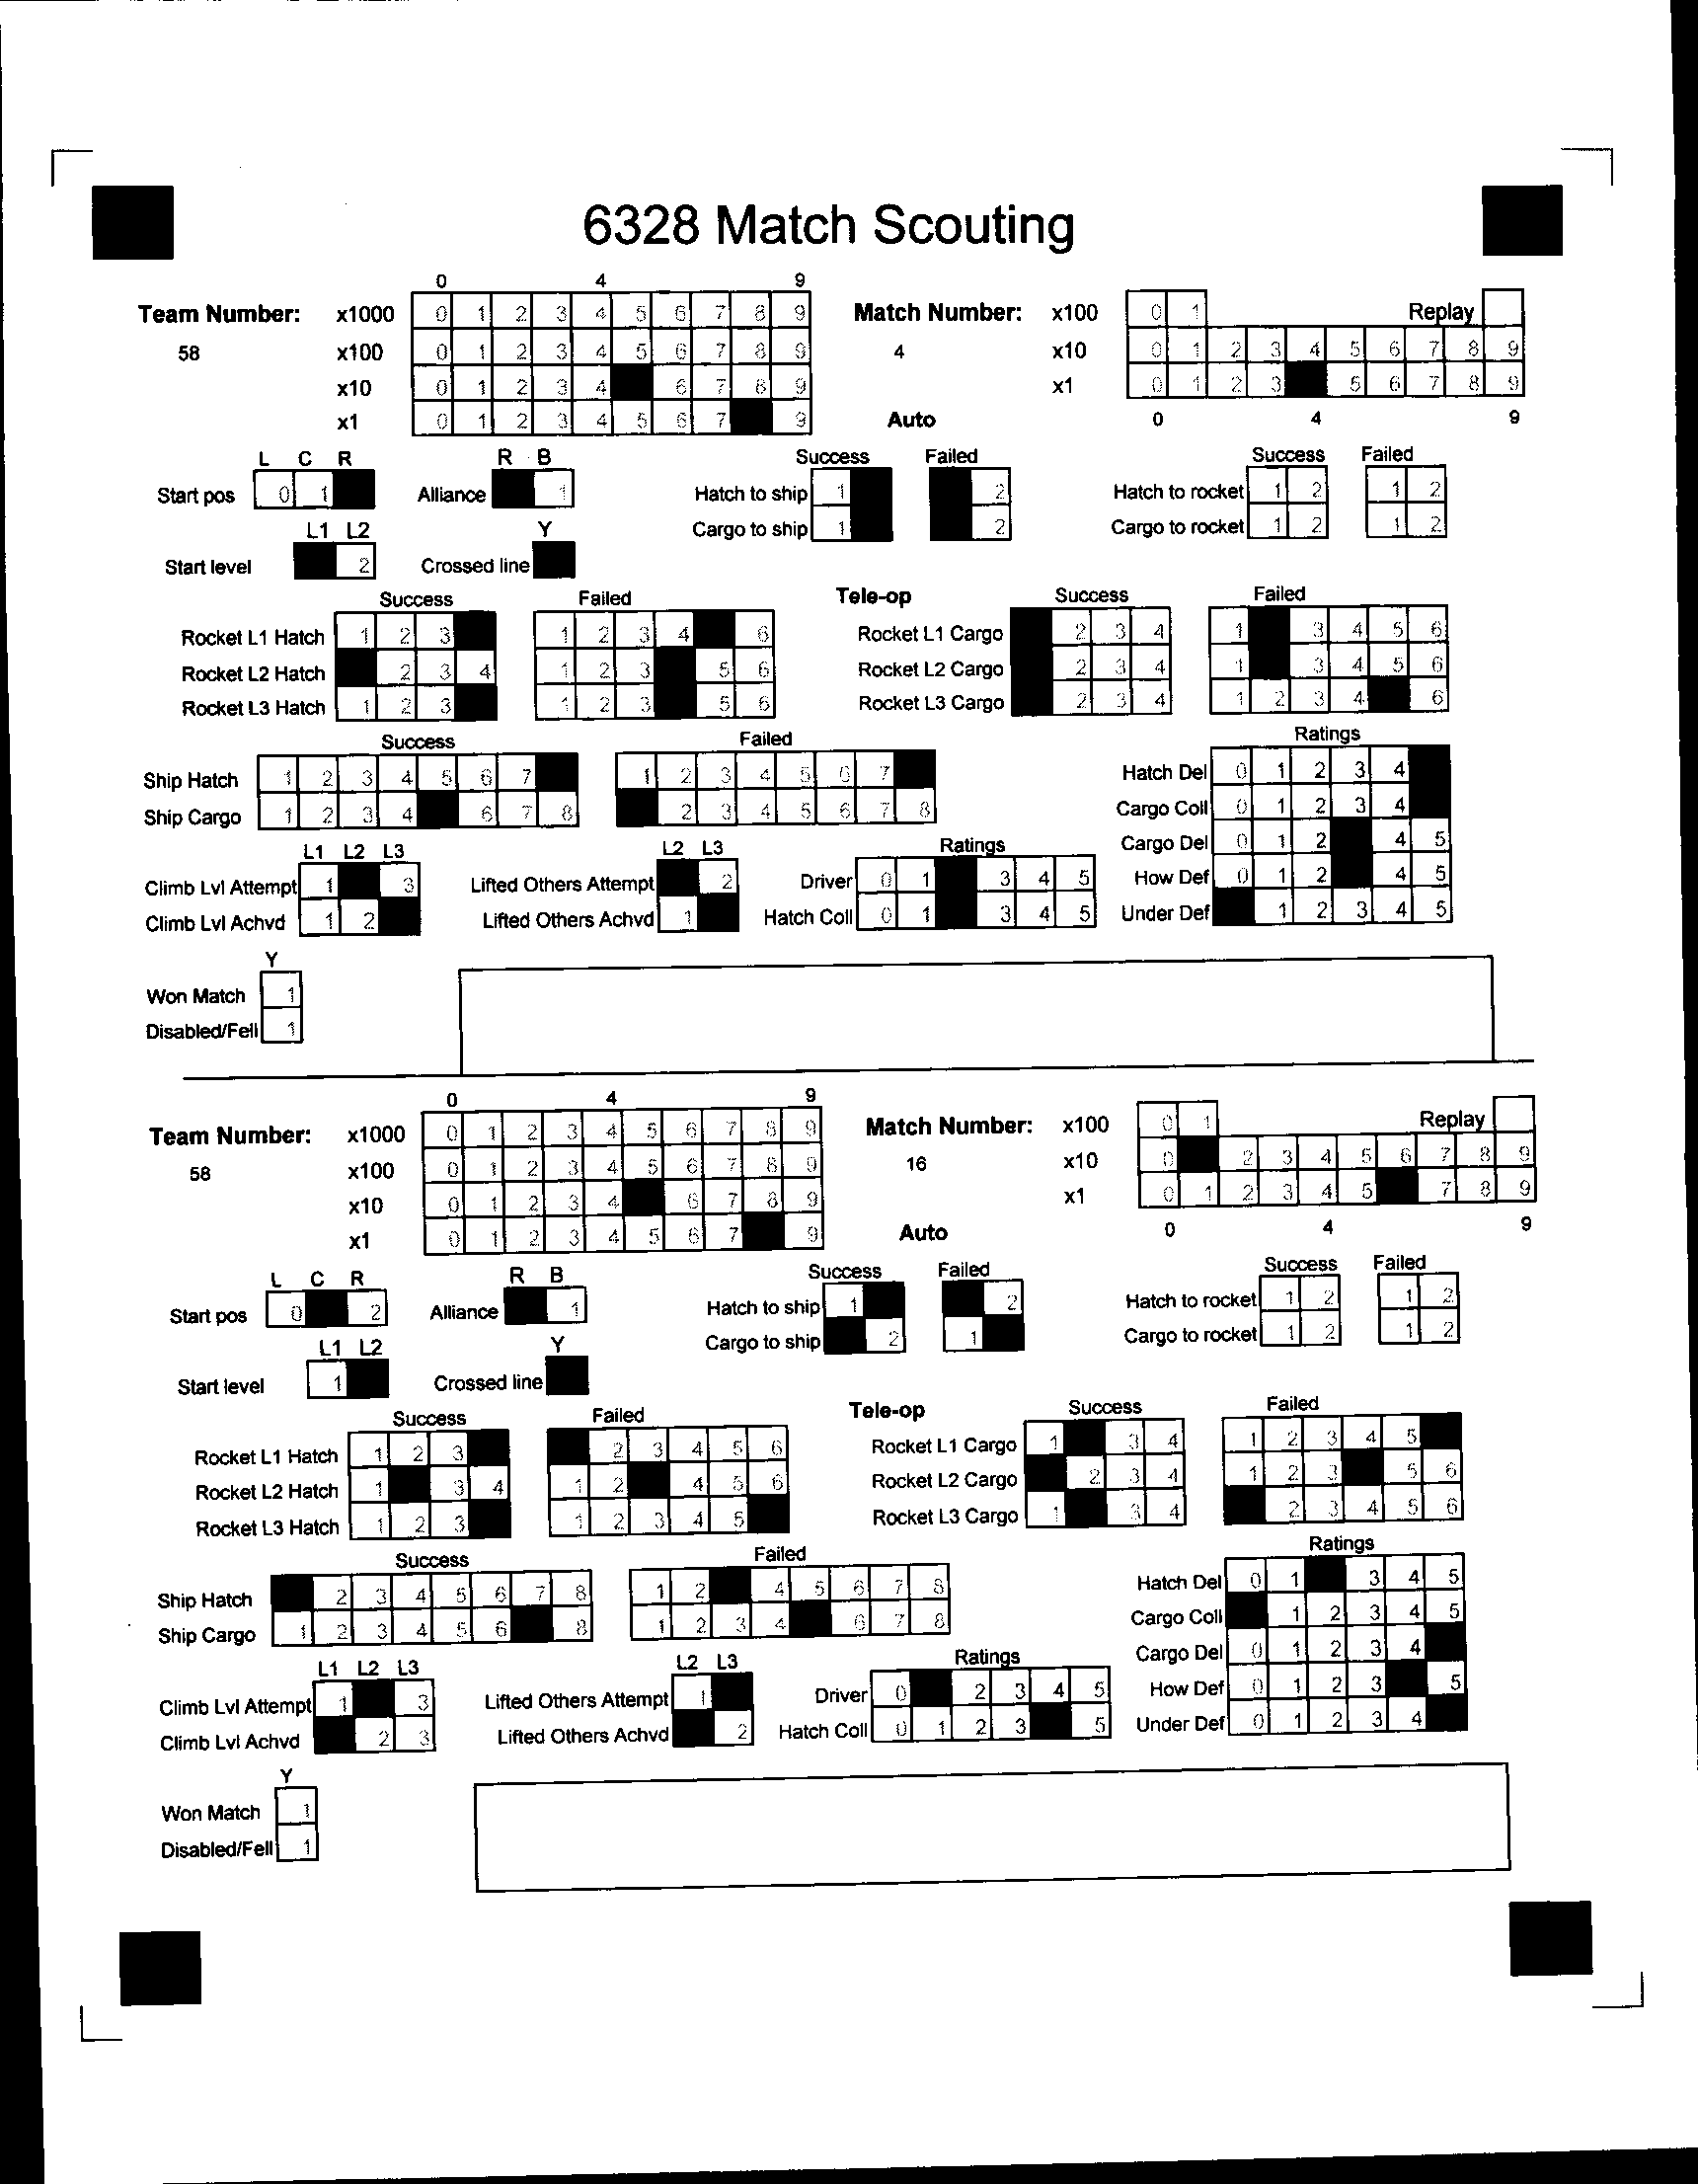 6328 Match Scouting
0 4 9
Team Number: x1000 0 1 2 3 4 5 6 7 8 9 Match Number: x100 0 1 Replay
58 x100 0 1 2 3 4 5 6 7 8 9 4 x10 0 1 2 3 4 5 6 7 8 9
x10 0 1 2 3 4 6 7 8 9 x1 0 1 2 3 5 6 7 8 9
x1 0 1 2 3 4 5 6 7 9 Auto 0 4 9
L C R R B Success Failed Success Failed
Start pos 0 1 Alliance 1 Hatch to ship 1 2 Hatch to rocket 1 2 1 2
L1 L2 Y Cargo to ship 1 2 Cargo to rocket 1 2 1 2
Start level 2 Crossed line
Success Failed Tele-op Success Failed
Rocket L1 Hatch 1 2 3 1 2 3 4 6 Rocket L1 Cargo 2 3 4 1 3 4 5 6
Rocket L2 Hatch 2 3 4 1 2 3 5 6 Rocket L2 Cargo 2 3 4 1 3 4 5 6
Rocket L3 Hatch 1 2 3 1 2 3 5 6 Rocket L3 Cargo 2 3 4 1 2 3 4 6
Success Failed Ratings
Ship Hatch 1 2 3 4 5 6 7 1 2 3 4 5 6 7 Hatch Del 0 1 2 3 4
Ship Cargo 1 2 3 4 6 7 8 2 3 4 5 6 7 8 Cargo Coll 0 1 2 3 4
L1 L2 L3 L2 L3 Ratings Cargo Del 0 1 2 4 5
Climb Lvl Attempt 1 3 Lifted Others Attempt 2 Driver 0 1 3 4 5 How Def 0 1 2 4 5
Climb Lvl Achvd 1 2 Lifted Others Achvd 1 Hatch Coll 0 1 3 4 5 Under Def 1 2 3 4 5
Y
Won Match 1
Disabled/Fell 1
0 4 9
Team Number: x1000 0 1 2 3 4 5 6 7 8 9 Match Number: x100 0 1 Replay
58 x100 0 1 2 3 4 5 6 7 8 9 16 x10 0 2 3 4 5 6 7 8 9
x10 0 1 2 3 4 6 7 8 9 x1 0 1 2 3 4 5 7 8 9
x1 0 1 2 3 4 5 6 7 9 Auto 0 4 9
L C R R B Success Failed Success Failed
Start pos 0 2 Alliance 1 Hatch to ship 1 2 Hatch to rocket 1 2 1 2
L1 L2 Y Cargo to ship 2 1 Cargo to rocket 1 2 1 2
Start level 1 Crossed line
Success Failed Tele-op Success Failed
Rocket L1 Hatch 1 2 3 2 3 4 5 6 Rocket L1 Cargo 1 3 4 1 2 3 4 5
Rocket L2 Hatch 1 3 4 1 2 4 5 6 Rocket L2 Cargo 2 3 4 1 2 3 5 6
Rocket L3 Hatch 1 2 3 1 2 3 4 5 Rocket L3 Cargo 1 3 4 2 3 4 5 6
Success Failed Ratings
Ship Hatch 2 3 4 5 6 7 8 1 2 4 5 6 7 8 Hatch Del 0 1 3 4 5
Ship Cargo 1 2 3 4 5 6 8 1 2 3 4 6 7 8 Cargo Coll 1 2 3 4 5
L1 L2 L3 L2 L3 Ratings Cargo Del 0 1 2 3 4
Climb Lvl Attempt 1 3 Lifted Others Attempt 1 Driver 0 2 3 4 5 How Def 0 1 2 3 5
Climb Lvl Achvd 2 3 Lifted Others Achvd 2 Hatch Coll 0 1 2 3 5 Under Def 0 1 2 3 4
Y
Won Match 1
Disabled/Fell 1